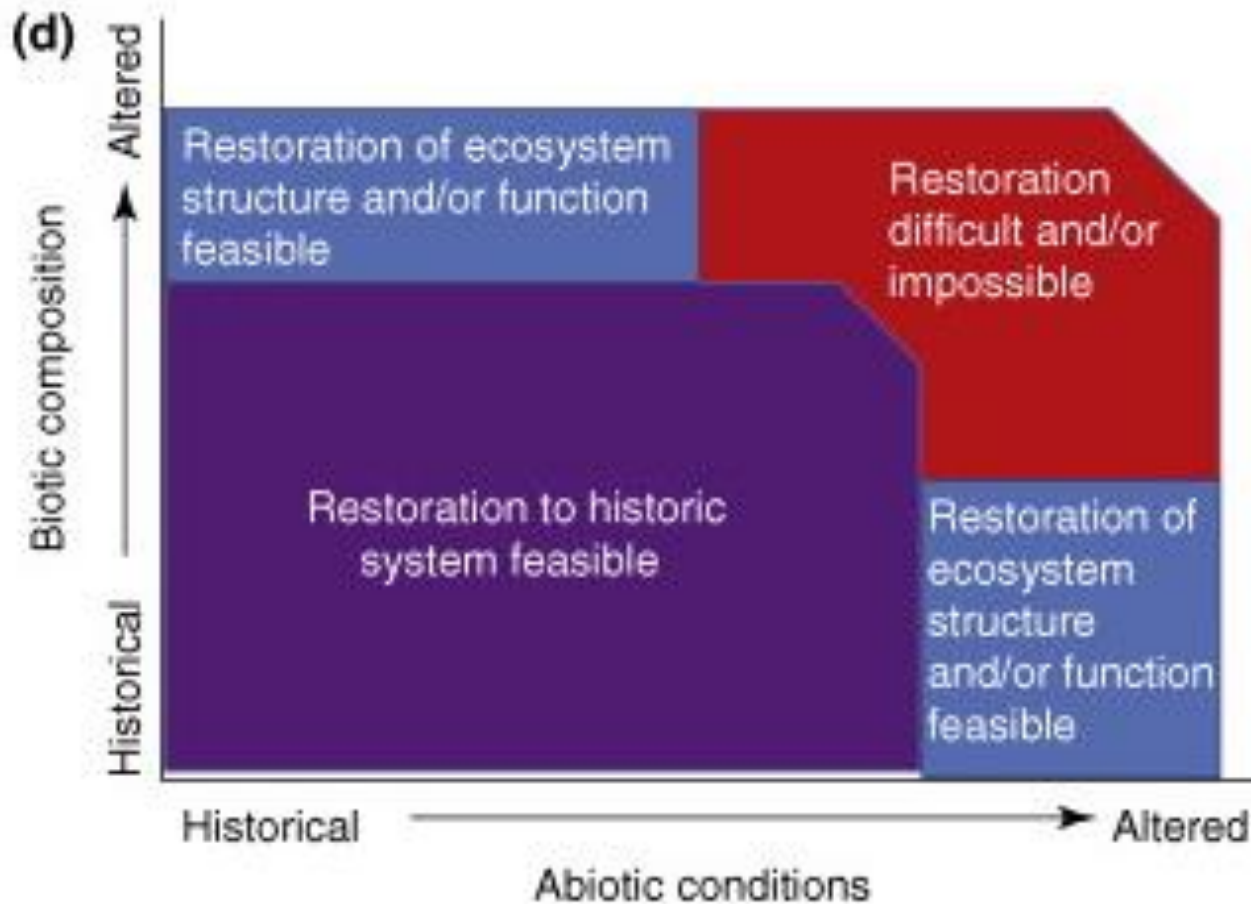 (d)
Altered
Biotic composition
Historical
Restoration of ecosystem
structure and/or function
feasible
Restoration
difficult and/or
impossible
Restoration to historic
system feasible
Restoration of
ecosystem
structure
and/or function
feasible
Historical
Altered
Abiotic conditions